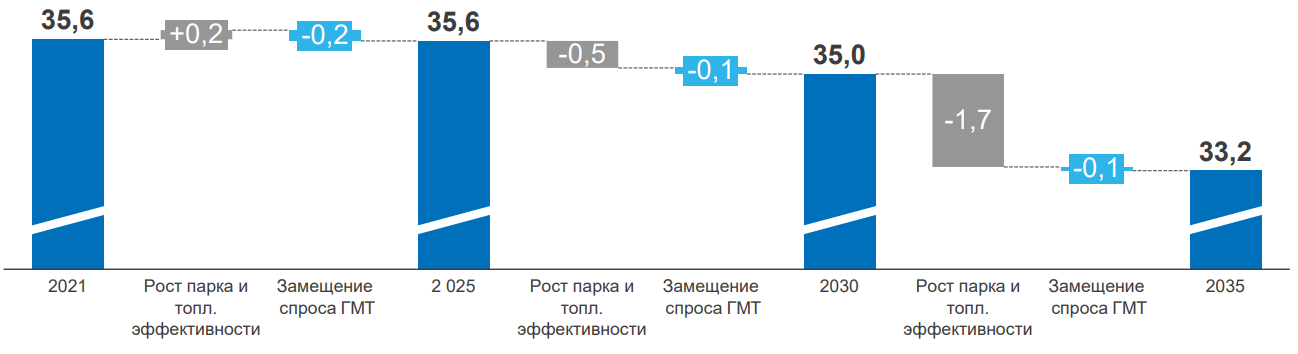 35,6
+0,2
-0,2
35,6
-0,5
-0,1
35,0
-1,7
-0,1
33,2
2021
Рост парка и
топл.
эффективности
Замещение
спроса ГМТ
2 025
Рост парка и
топл.
эффективности
Замещение
спроса ГМТ
2030
Рост парка и
топл.
эффективности
Замещение
спроса ГМТ
2035